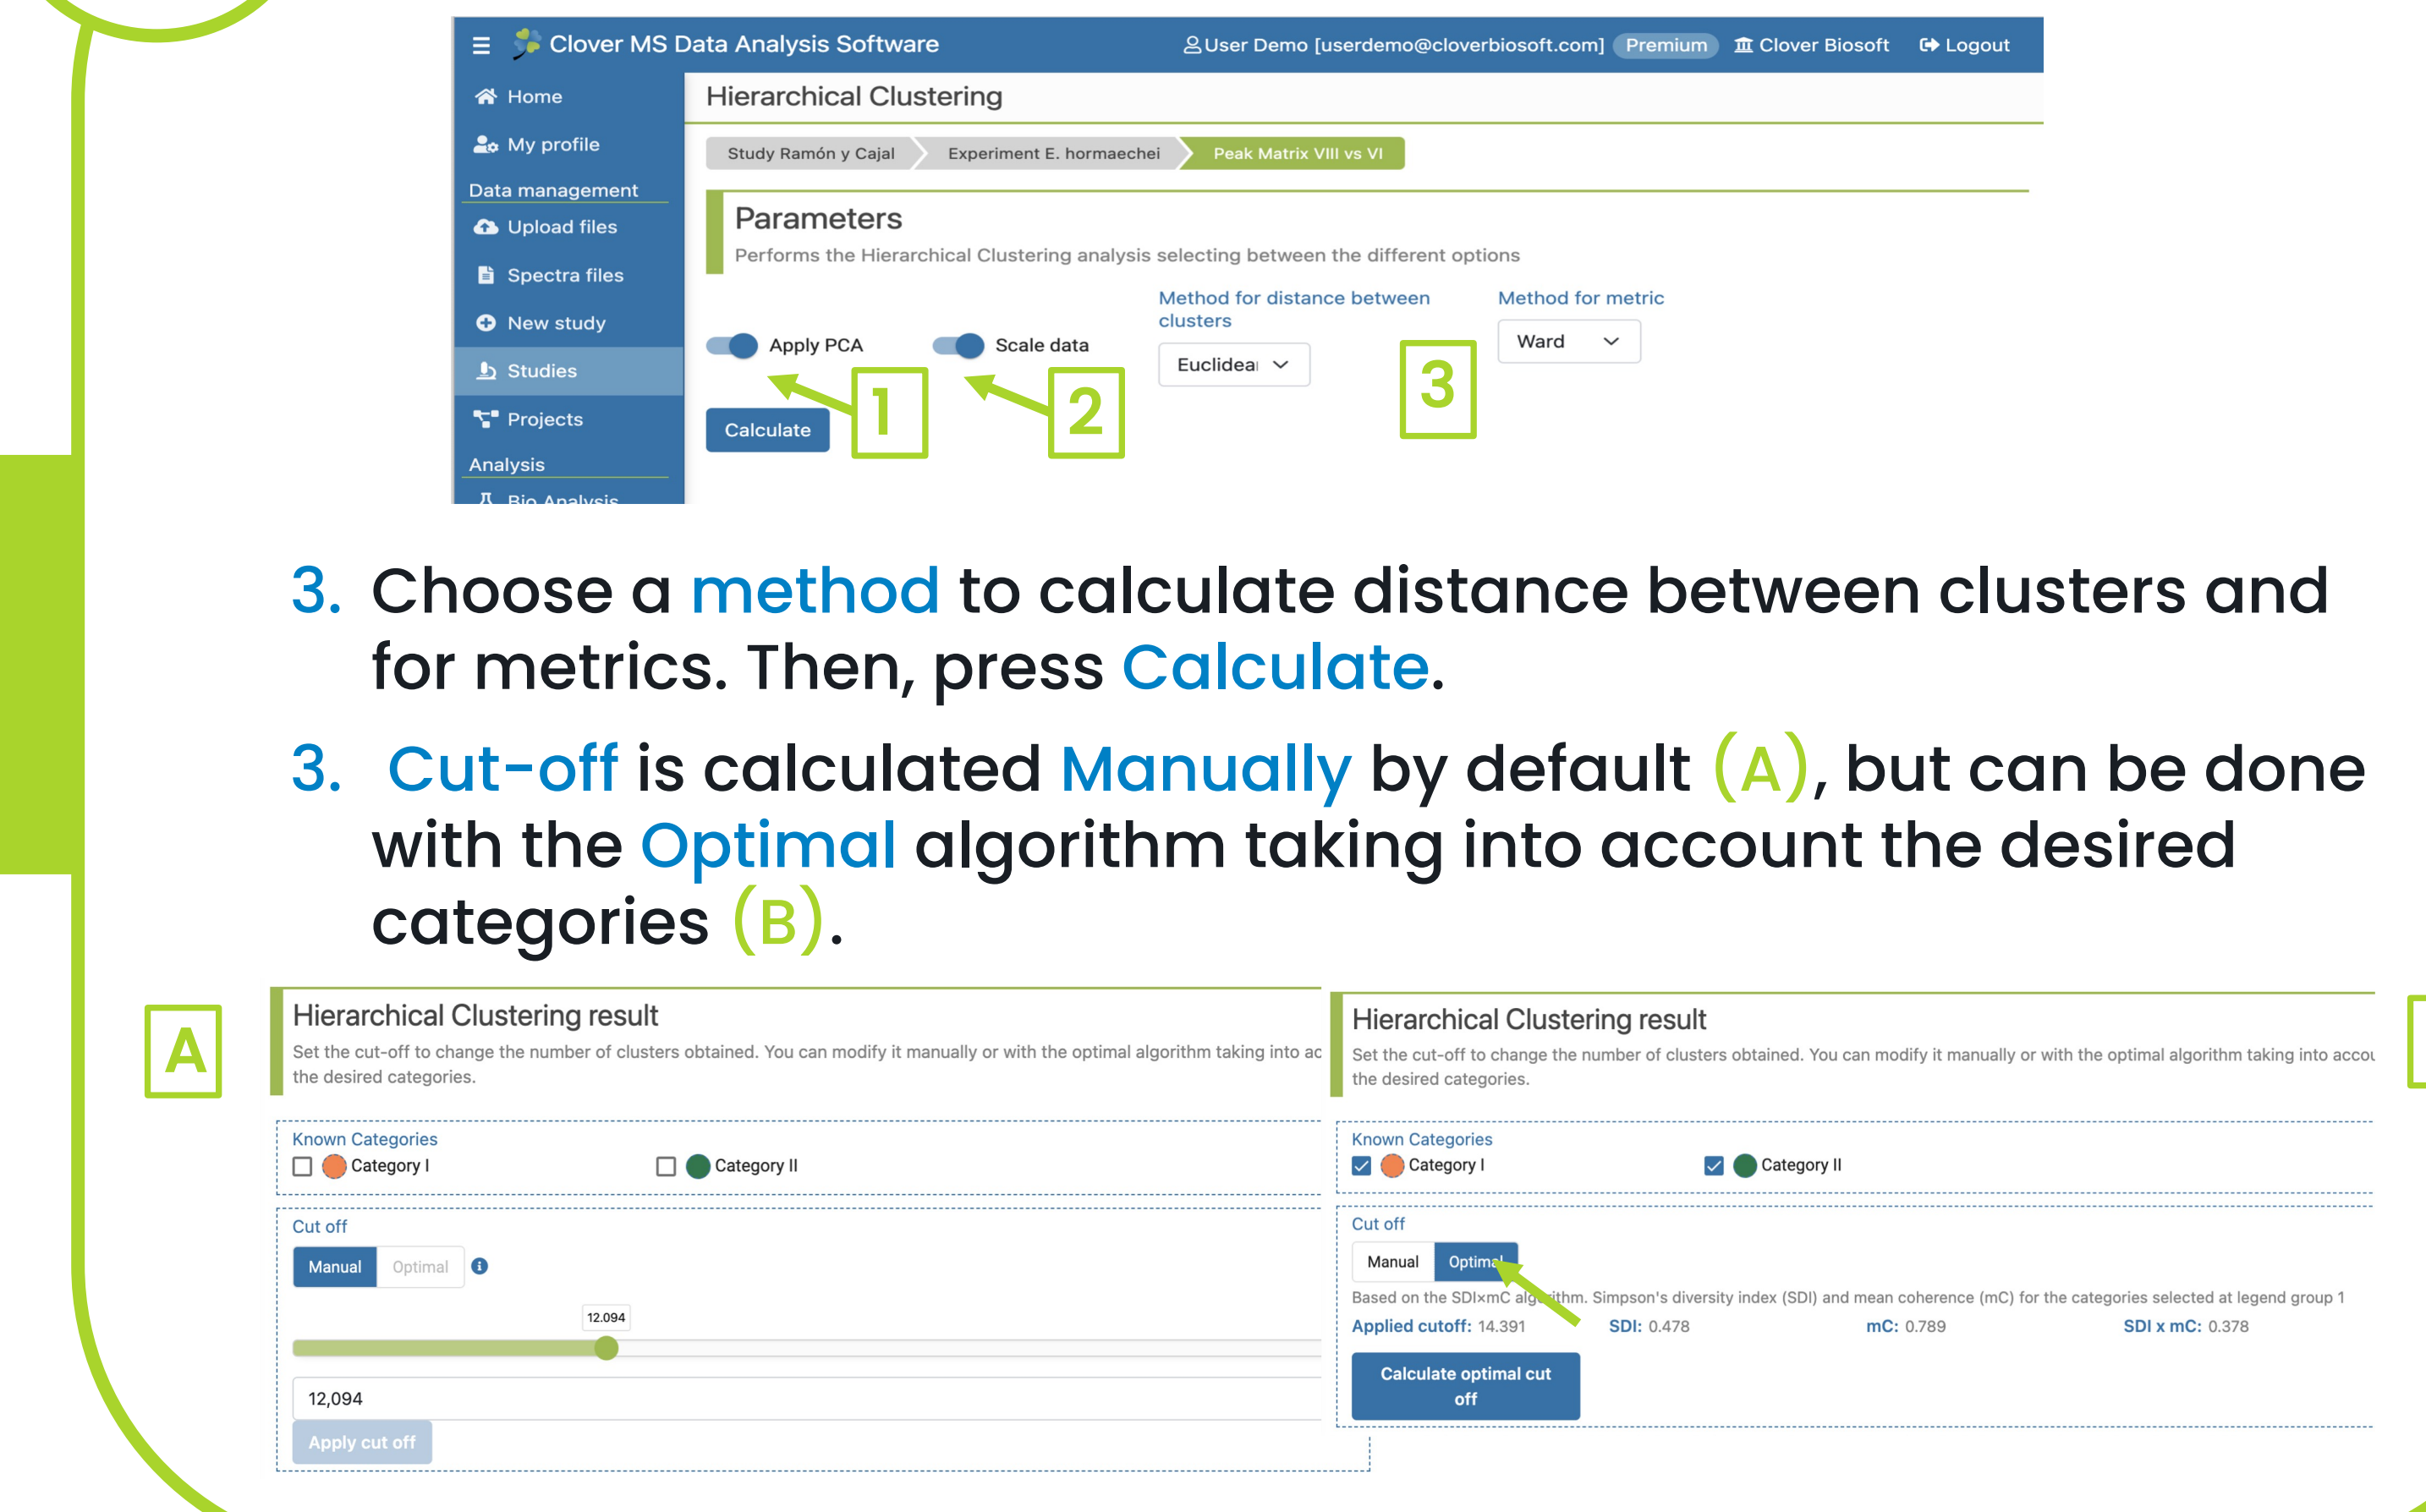 Clover MS Data Analysis Software
User Demo [userdemo@cloverbiosoft.com] Premium Clover Biosoft Logout
Home
My profile
Data management
Upload files
Spectra files
New study
Studies
Projects
Analysis
Bio Analysis
Hierarchical Clustering
Study Ramón y Cajal Experiment E. hormaechei Peak Matrix VIII vs VI
Parameters
Performs the Hierarchical Clustering analysis selecting between the different options
Apply PCA
Scale data
Method for distance between
clusters
Euclidea
Method for metric
Ward
1
2
3
Calculate
3. Choose a method to calculate distance between clusters and
for metrics. Then, press Calculate.
3. Cut-off is calculated Manually by default (A), but can be done
with the Optimal algorithm taking into account the desired
categories (B).
A
Hierarchical Clustering result
Set the cut-off to change the number of clusters obtained. You can modify it manually or with the optimal algorithm taking into ac
the desired categories.
Known Categories
Category I Category II
Cut off
Manual Optimal
12.094
12,094
Apply cut off
Hierarchical Clustering result
Set the cut-off to change the number of clusters obtained. You can modify it manually or with the optimal algorithm taking into accou
the desired categories.
Known Categories
Category I Category II
Cut off
Manual Optimal
Based on the SDI×mC algorithm. Simpson's diversity index (SDI) and mean coherence (mC) for the categories selected at legend group 1
Applied cutoff: 14.391 SDI: 0.478 mC: 0.789 SDI x mC: 0.378
Calculate optimal cut
off